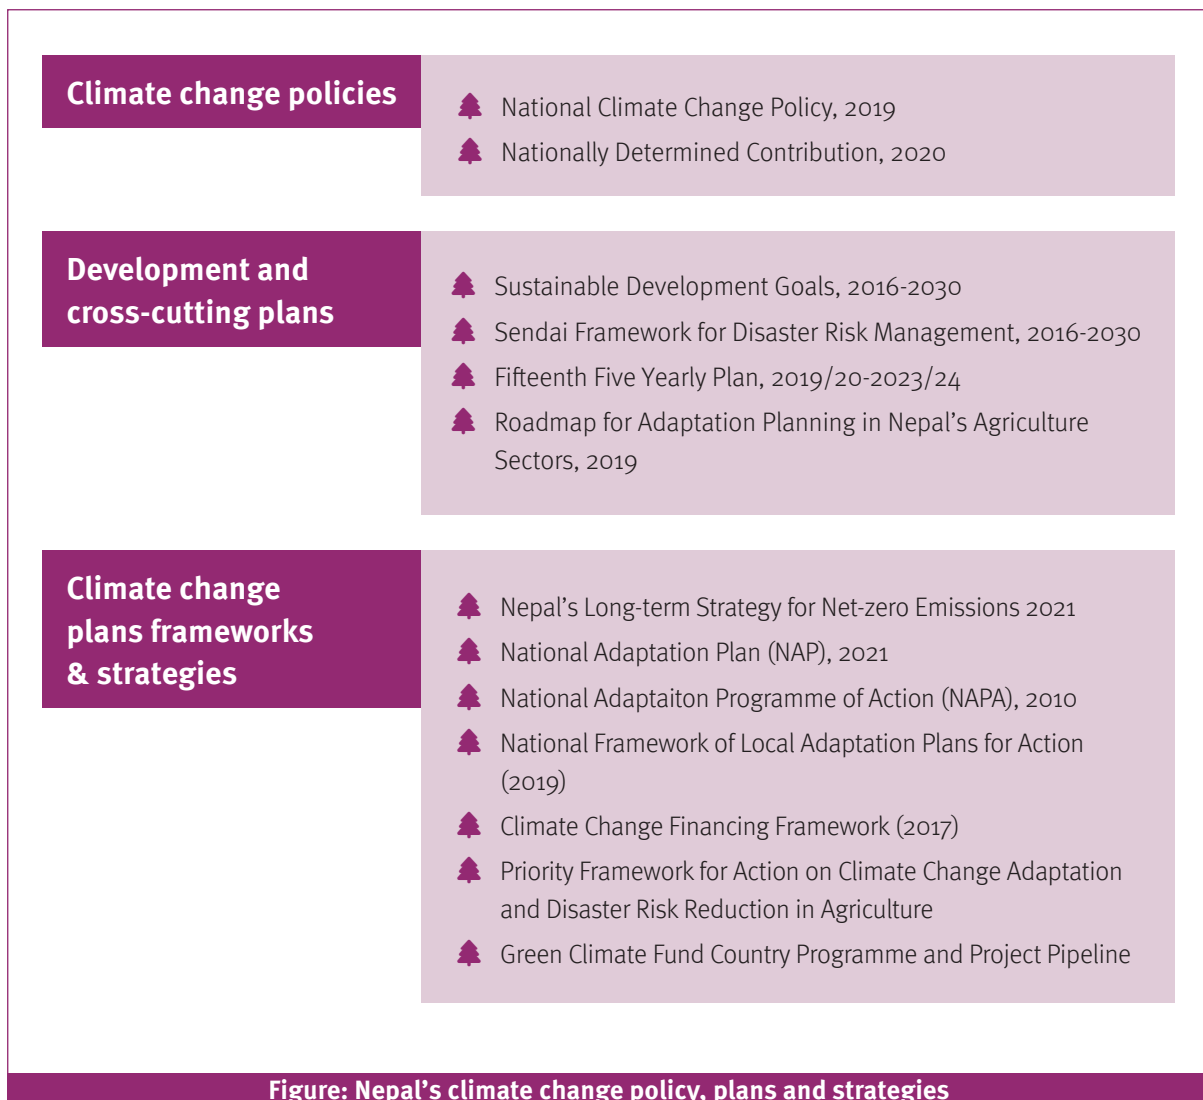 Climate change policies
National Climate Change Policy, 2019
Nationally Determined Contribution, 2020
Development and
cross-cutting plans
Sustainable Development Goals, 2016-2030
Sendai Framework for Disaster Risk Management, 2016-2030
Fifteenth Five Yearly Plan, 2019/20-2023/24
Roadmap for Adaptation Planning in Nepal’s Agriculture
Sectors, 2019
Climate change
plans frameworks
& strategies
Nepal’s Long-term Strategy for Net-zero Emissions 2021
National Adaptation Plan (NAP), 2021
National Adaptaiton Programme of Action (NAPA), 2010
National Framework of Local Adaptation Plans for Action
(2019)
Climate Change Financing Framework (2017)
Priority Framework for Action on Climate Change Adaptation
and Disaster Risk Reduction in Agriculture
Green Climate Fund Country Programme and Project Pipeline
Figure: Nepal’s climate change policy, plans and strategies